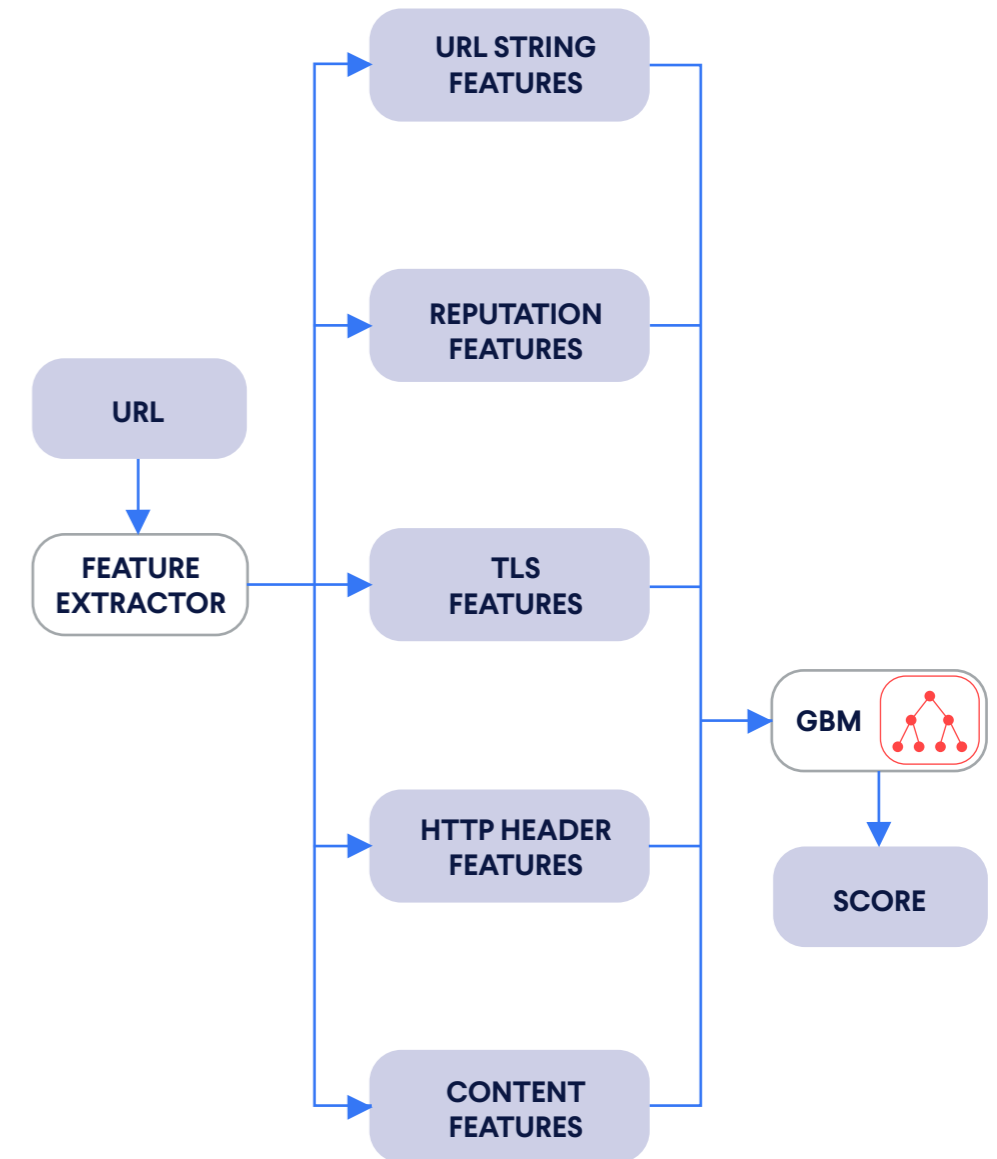 URL STRING
FEATURES
REPUTATION
FEATURES
URL
FEATURE
EXTRACTOR
TLS
FEATURES
GBM
HTTP HEADER
FEATURES
SCORE
CONTENT
FEATURES